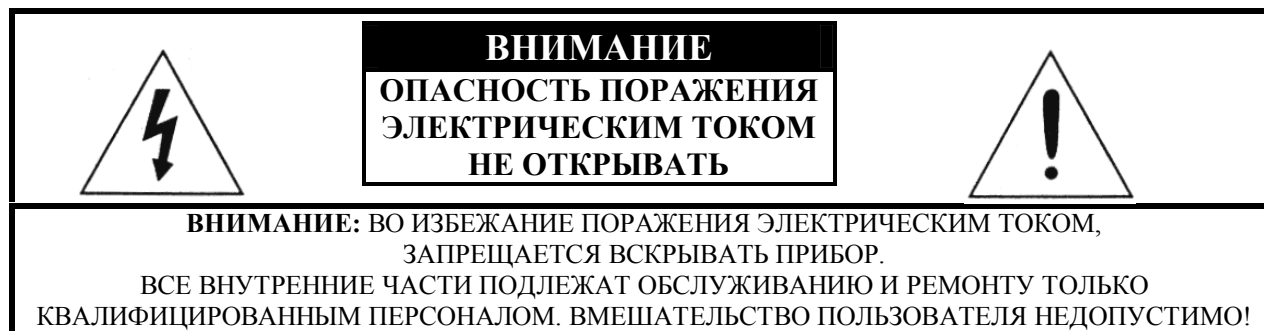 ВНИМАНИЕ
ОПАСНОСТЬ ПОРАЖЕНИЯ
ЭЛЕКТРИЧЕСКИМ ТОКОМ
НЕ ОТКРЫВАТЬ
ВНИМАНИЕ: ВО ИЗБЕЖАНИЕ ПОРАЖЕНИЯ ЭЛЕКТРИЧЕСКИМ ТОКОМ,
ЗАПРЕЩАЕТСЯ ВСКРЫВАТЬ ПРИБОР.
ВСЕ ВНУТРЕННИЕ ЧАСТИ ПОДЛЕЖАТ ОБСЛУЖИВАНИЮ И РЕМОНТУ ТОЛЬКО
КВАЛИФИЦИРОВАННЫМ ПЕРСОНАЛОМ. ВМЕШАТЕЛЬСТВО ПОЛЬЗОВАТЕЛЯ НЕДОПУСТИМО!